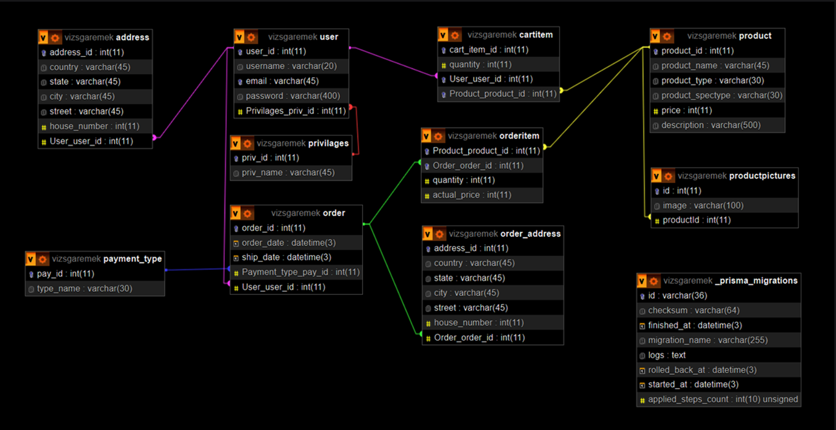 vizsgaremek address
address_id : int(11)
country : varchar(45)
state : varchar(45)
city : varchar(45)
street : varchar(45)
house_number : int(11)
User_user_id : int(11)
vizsgaremek user
user_id : int(11)
username : varchar(20)
email : varchar(45)
password : varchar(400)
Privilages_priv_id : int(11)
vizsgaremek cartitem
cart_item_id : int(11)
quantity : int(11)
User_user_id : int(11)
Product_product_id : int(11)
vizsgaremek product
product_id : int(11)
product_name : varchar(45)
product_type : varchar(30)
product_spectype : varchar(30)
price : int(11)
description : varchar(500)
vizsgaremek privilages
priv_id : int(11)
priv_name : varchar(45)
vizsgaremek orderitem
Product_product_id : int(11)
Order_order_id : int(11)
quantity : int(11)
actual_price : int(11)
vizsgaremek productpictures
id : int(11)
image : varchar(100)
productId : int(11)
vizsgaremek order
order_id : int(11)
order_date : datetime(3)
ship_date : datetime(3)
Payment_type_pay_id : int(11)
User_user_id : int(11)
vizsgaremek order_address
address_id : int(11)
country : varchar(45)
state : varchar(45)
city : varchar(45)
street : varchar(45)
house_number : int(11)
Order_order_id : int(11)
vizsgaremek payment_type
pay_id : int(11)
type_name : varchar(30)
vizsgaremek _prisma_migrations
id : varchar(36)
checksum : varchar(64)
finished_at : datetime(3)
migration_name : varchar(255)
logs : text
rolled_back_at : datetime(3)
started_at : datetime(3)
applied_steps_count : int(10) unsigned